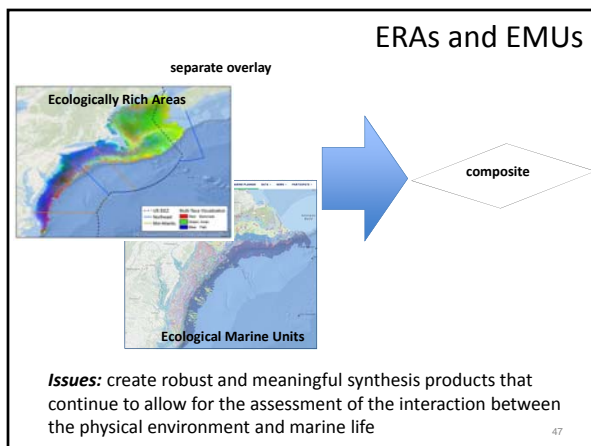 ERAs and EMUs
separate overlay
Ecologically Rich Areas
composite
Ecological Marine Units
Issues: create robust and meaningful synthesis products that
continue to allow for the assessment of the interaction between
the physical environment and marine life
47